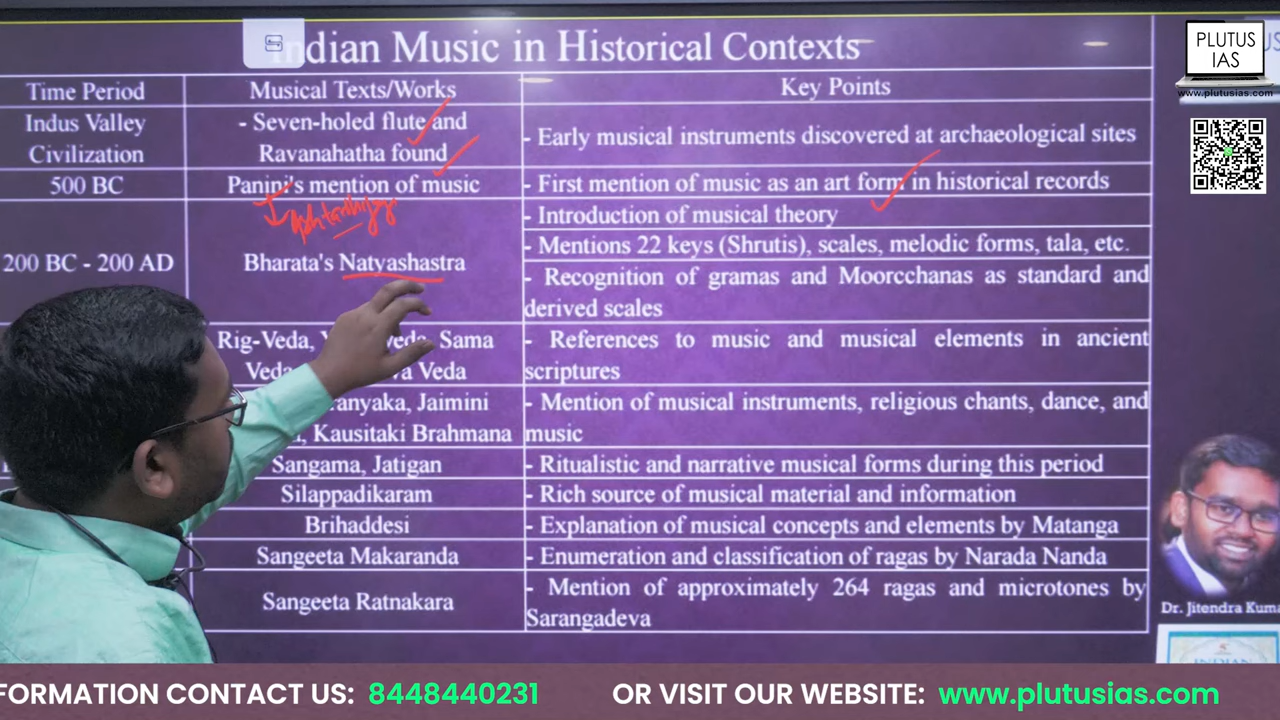 Indian Music in Historical Contexts
Time Period
Musical Texts/Works
Key Points
Indus Valley
Civilization
- Seven-holed flute and
Ravanahatha found
- Early musical instruments discovered at archaeological sites
500 BC
Panini's mention of music
- First mention of music as an art form in historical records
200 BC - 200 AD
Bharata's Natyashastra
- Introduction of musical theory
- Mentions 22 keys (Shrutis), scales, melodic forms, tala, etc.
- Recognition of gramas and Moorcchanas as standard and
derived scales
Rig-Veda, Sama
Veda Veda
- References to music and musical elements in ancient
scriptures
Jaimini
Kausitaki Brahmana
- Mention of musical instruments, religious chants, dance, and
music
Sangama, Jatigan
- Ritualistic and narrative musical forms during this period
Silappadikaram
- Rich source of musical material and information
Brihaddesi
- Explanation of musical concepts and elements by Matanga
Sangeeta Makaranda
- Enumeration and classification of ragas by Narada Nanda
Sangeeta Ratnakara
- Mention of approximately 264 ragas and microtones by
Sarangadeva
PLUTUS
IAS
www.plutusias.com
Dr. Jitendra Kuma
INDIAN
FORMATION CONTACT US: 8448440231 OR VISIT OUR WEBSITE: www.plutusias.com